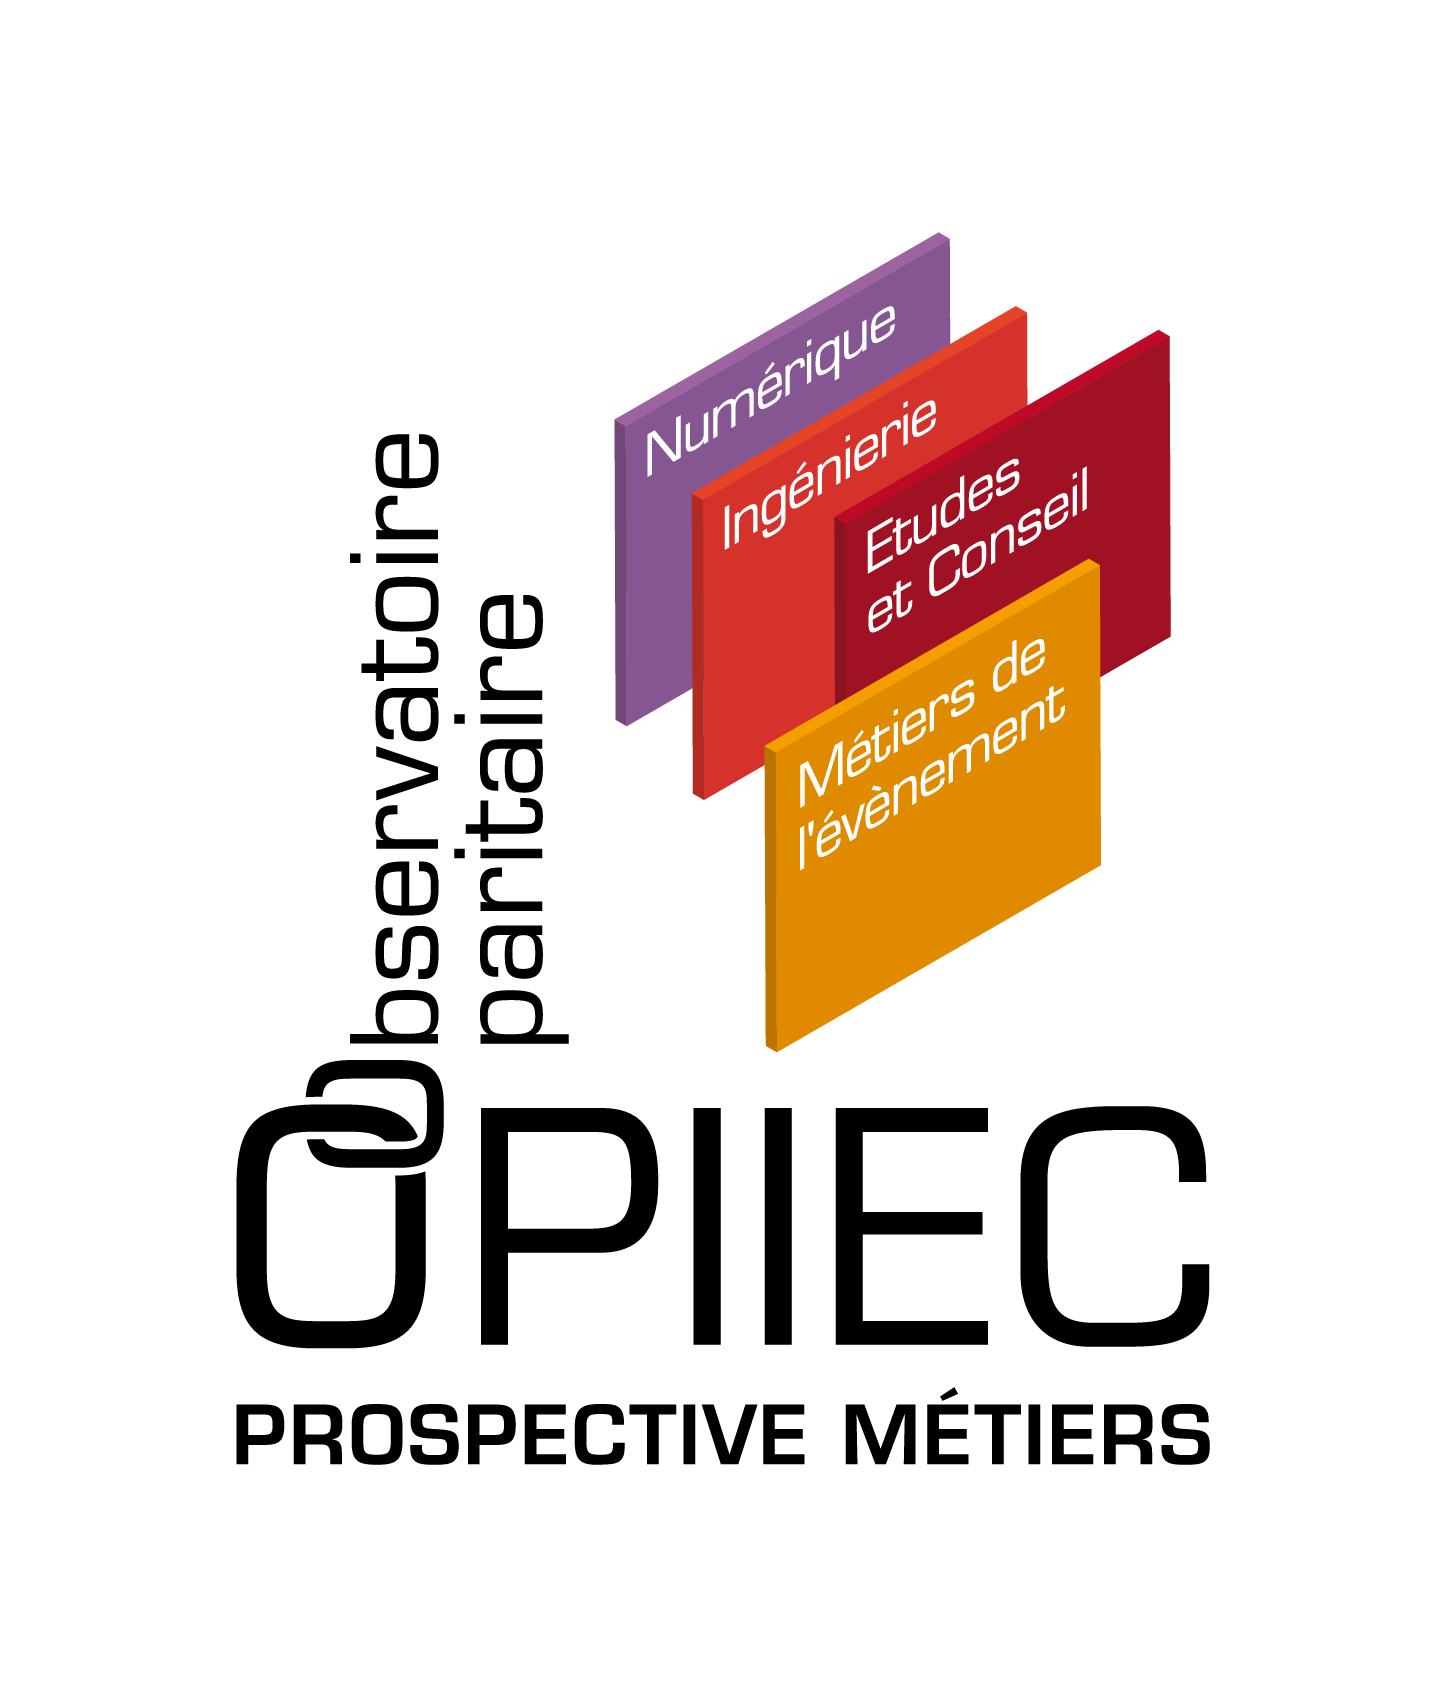 Observatoire
paritaire
Numérique
Ingénierie
Etudes
et Conseil
Métiers de
l'évènement
OPIIEC
PROSPECTIVE MÉTIERS